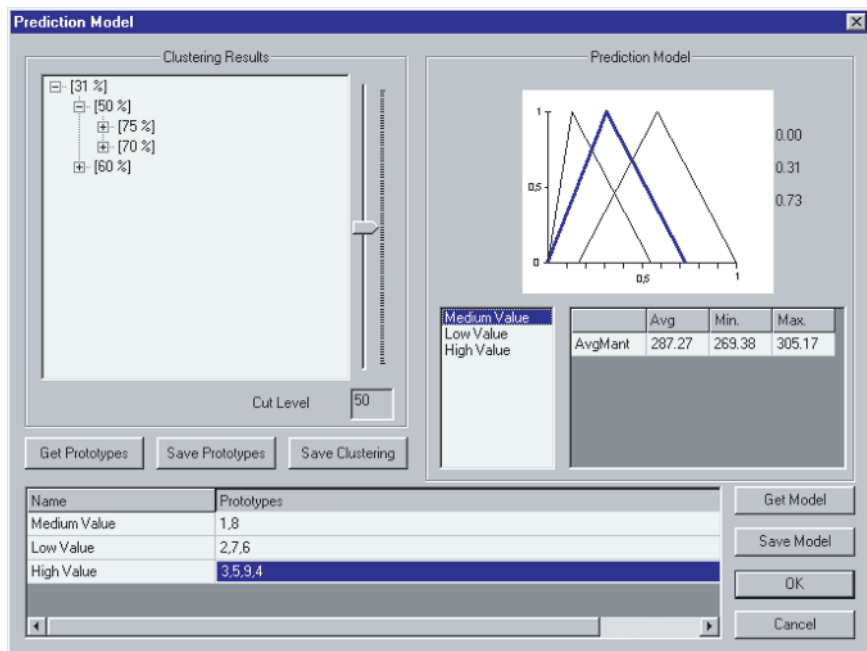 Prediction Model
Clustering Results
[31 %]
[50 %]
[75 %]
[70 %]
[60 %]
Cut Level 50
Get Prototypes Save Prototypes Save Clustering
Prediction Model
1
0,5
0
0,5
1
0.00
0.31
0.73
Medium Value
Low Value
High Value
Avg Min. Max.
AvgMant 287.27 269.38 305.17
Name Prototypes
Medium Value 1,8
Low Value 2,7,6
High Value 3,5,9,4
Get Model
Save Model
OK
Cancel